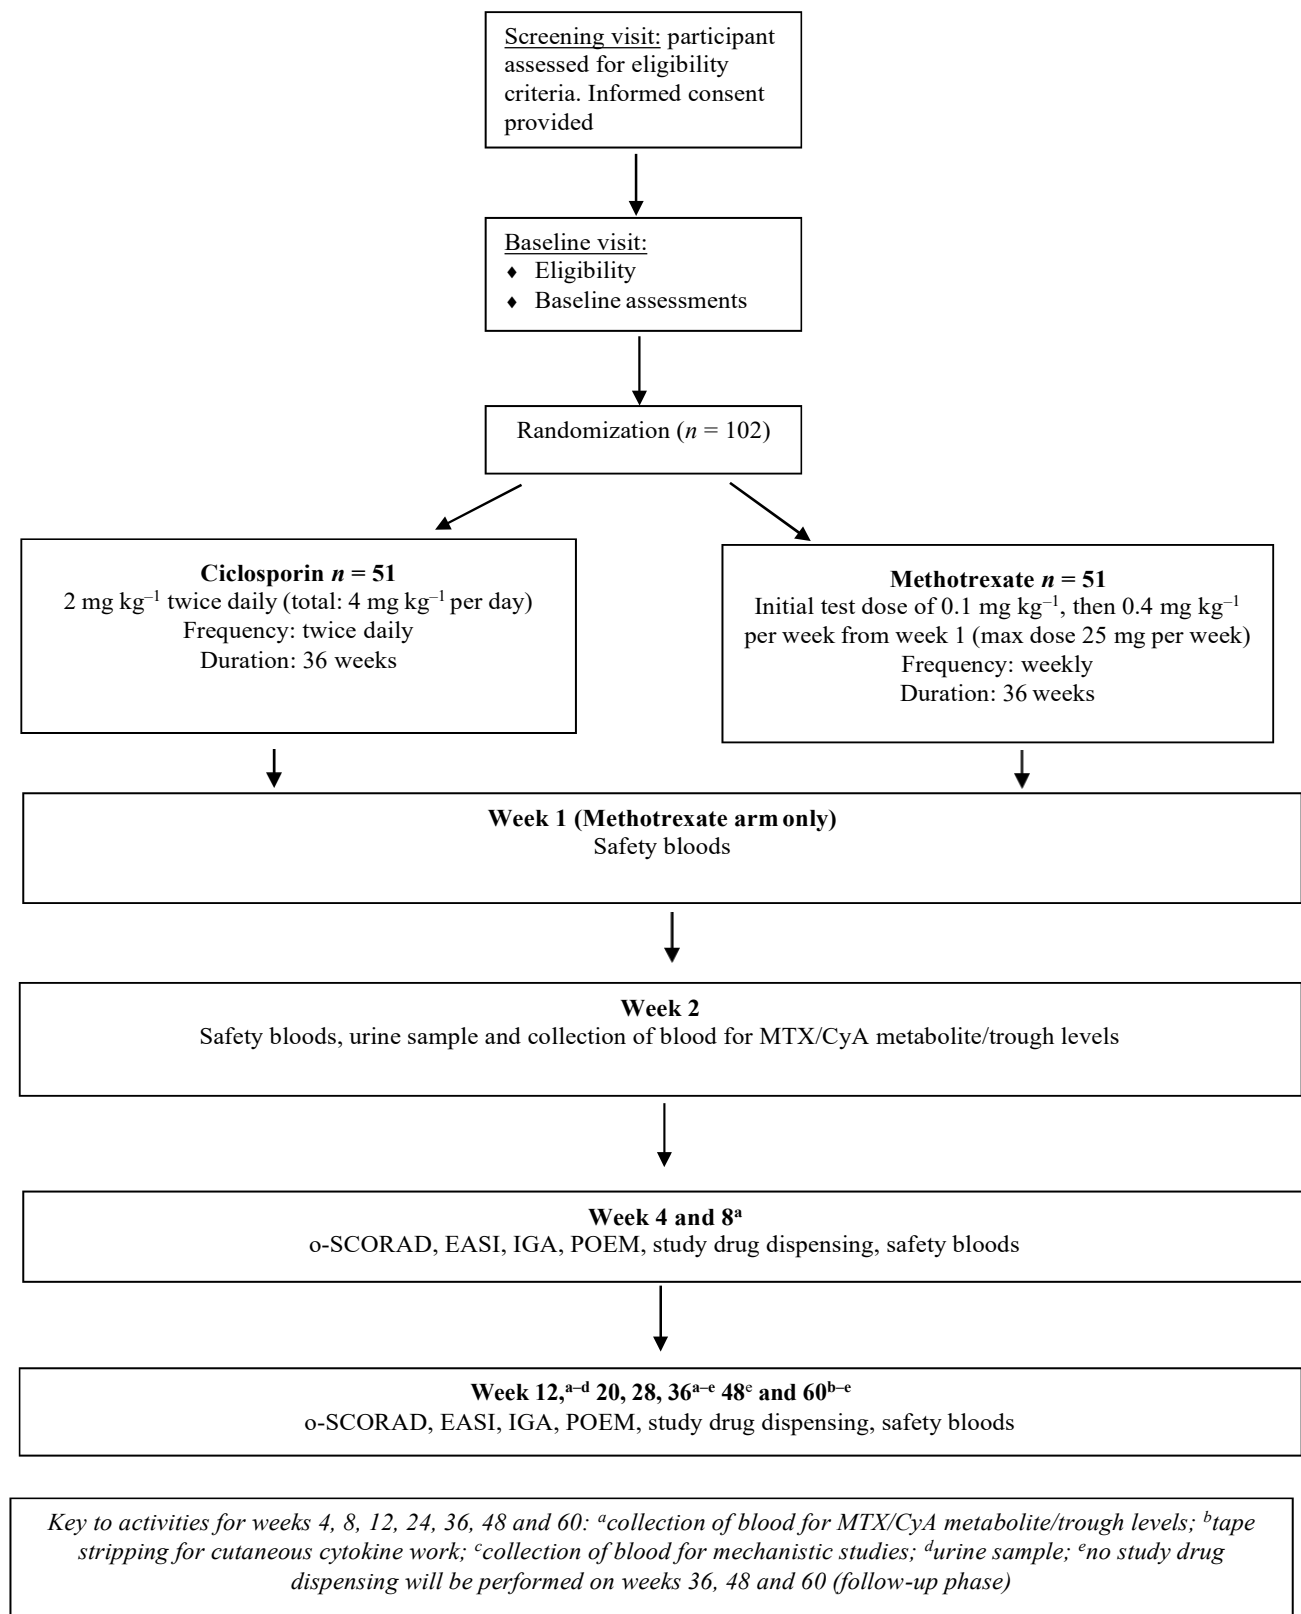 Screening visit: participant
assessed for eligibility
criteria. Informed consent
provided
Baseline visit:
♦ Eligibility
♦ Baseline assessments
Randomization (n = 102)
Ciclosporin n = 51
2 mg kg⁻¹ twice daily (total: 4 mg kg⁻¹ per day)
Frequency: twice daily
Duration: 36 weeks
Methotrexate n = 51
Initial test dose of 0.1 mg kg⁻¹, then 0.4 mg kg⁻¹
per week from week 1 (max dose 25 mg per week)
Frequency: weekly
Duration: 36 weeks
Week 1 (Methotrexate arm only)
Safety bloods
Week 2
Safety bloods, urine sample and collection of blood for MTX/CyA metabolite/trough levels
Week 4 and 8ᵃ
o-SCORAD, EASI, IGA, POEM, study drug dispensing, safety bloods
Week 12,ᵃ⁻ᵈ 20, 28, 36ᵃ⁻ᵉ 48ᵉ and 60ᵇ⁻ᵉ
o-SCORAD, EASI, IGA, POEM, study drug dispensing, safety bloods
Key to activities for weeks 4, 8, 12, 24, 36, 48 and 60: ᵃcollection of blood for MTX/CyA metabolite/trough levels; ᵇtape
stripping for cutaneous cytokine work; ᶜcollection of blood for mechanistic studies; ᵈurine sample; ᵉno study drug
dispensing will be performed on weeks 36, 48 and 60 (follow-up phase)